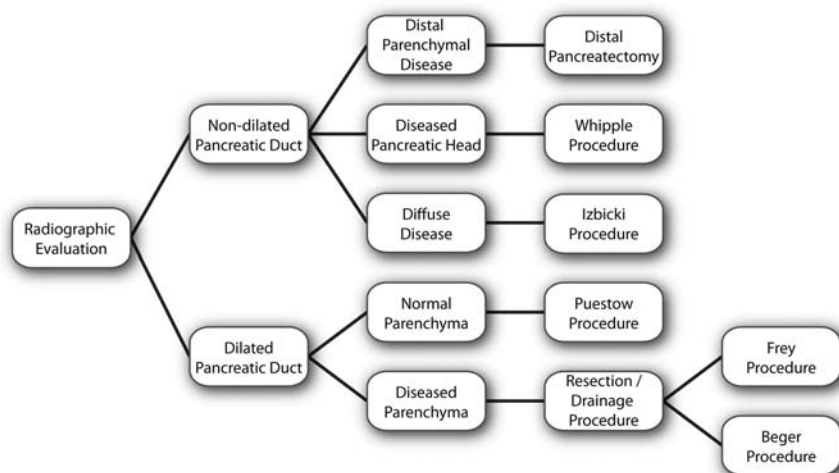 Radiographic
Evaluation
Non-dilated
Pancreatic Duct
Dilated
Pancreatic Duct
Distal
Parenchymal
Disease
Diseased
Pancreatic Head
Diffuse
Disease
Normal
Parenchyma
Diseased
Parenchyma
Distal
Pancreatectomy
Whipple
Procedure
Izbicki
Procedure
Puestow
Procedure
Resection /
Drainage
Procedure
Frey
Procedure
Beger
Procedure